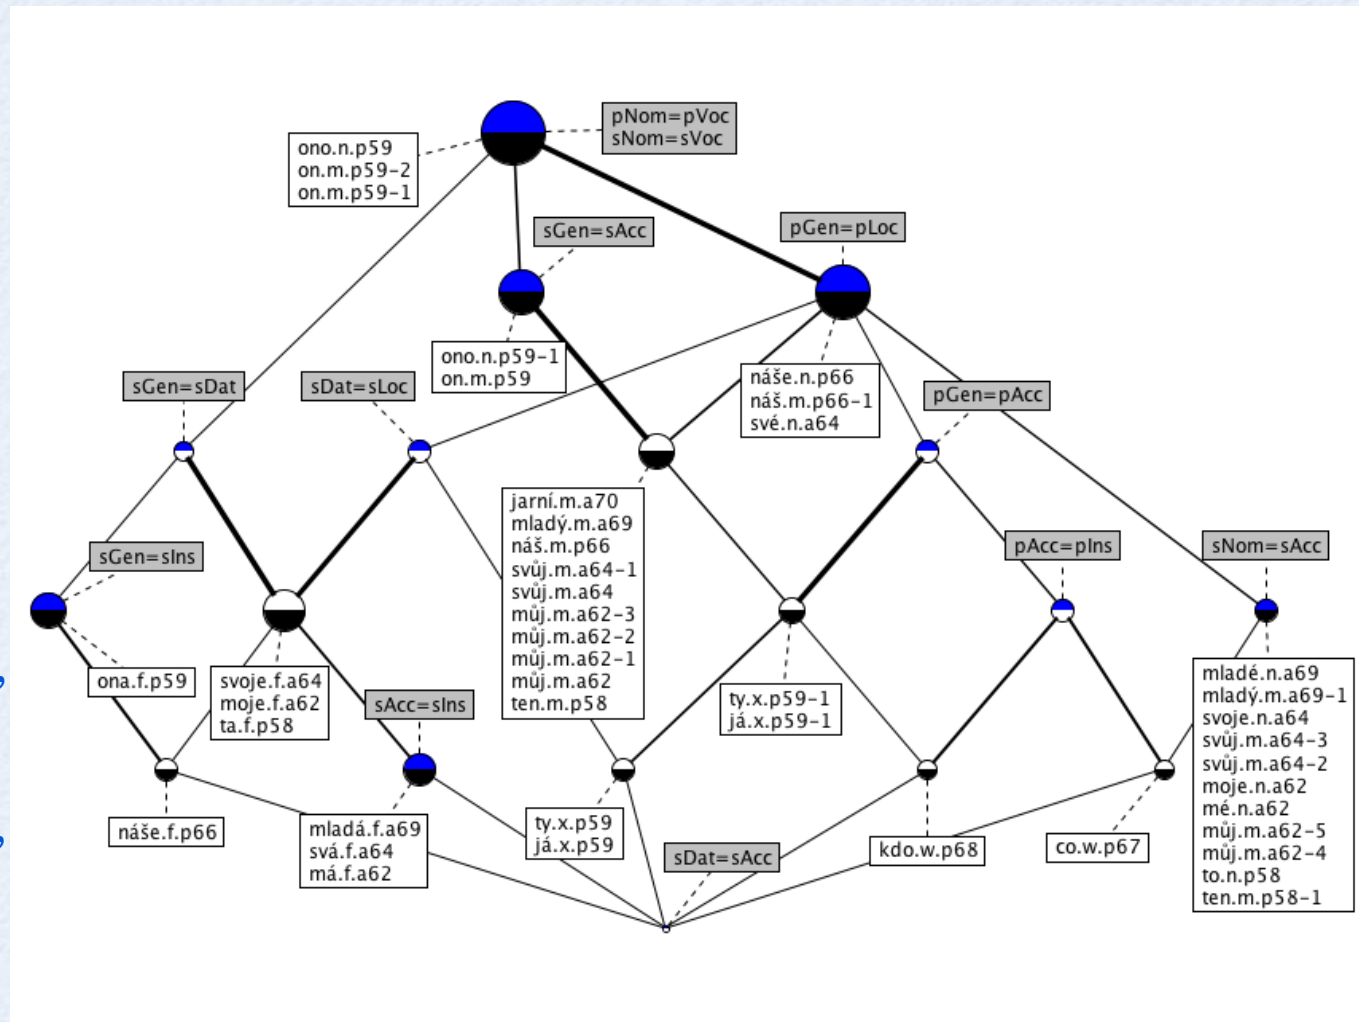 pNom=pVoc
sNom=sVoc
ono.n.p59
on.m.p59-2
on.m.p59-1
sGen=sAcc
pGen=pLoc
ono.n.p59-1
on.m.p59
náše.n.p66
náš.m.p66-1
své.n.a64
sGen=sDat
sDat=sLoc
pGen=pAcc
jarní.m.a70
mladý.m.a69
náš.m.p66
svůj.m.a64-1
svůj.m.a64
můj.m.a62-3
můj.m.a62-2
můj.m.a62-1
můj.m.a62
ten.m.p58
sGen=sIns
pAcc=pIns
sNom=sAcc
ona.f.p59
svoje.f.a64
moje.f.a62
ta.f.p58
sAcc=sIns
ty.x.p59-1
já.x.p59-1
mladé.n.a69
mladý.m.a69-1
svoje.n.a64
svůj.m.a64-3
svůj.m.a64-2
moje.n.a62
mé.n.a62
můj.m.a62-5
můj.m.a62-4
to.n.p58
ten.m.p58-1
náše.f.p66
mladá.f.a69
svá.f.a64
má.f.a62
ty.x.p59
já.x.p59
sDat=sAcc
kdo.w.p68
co.w.p67
,
,